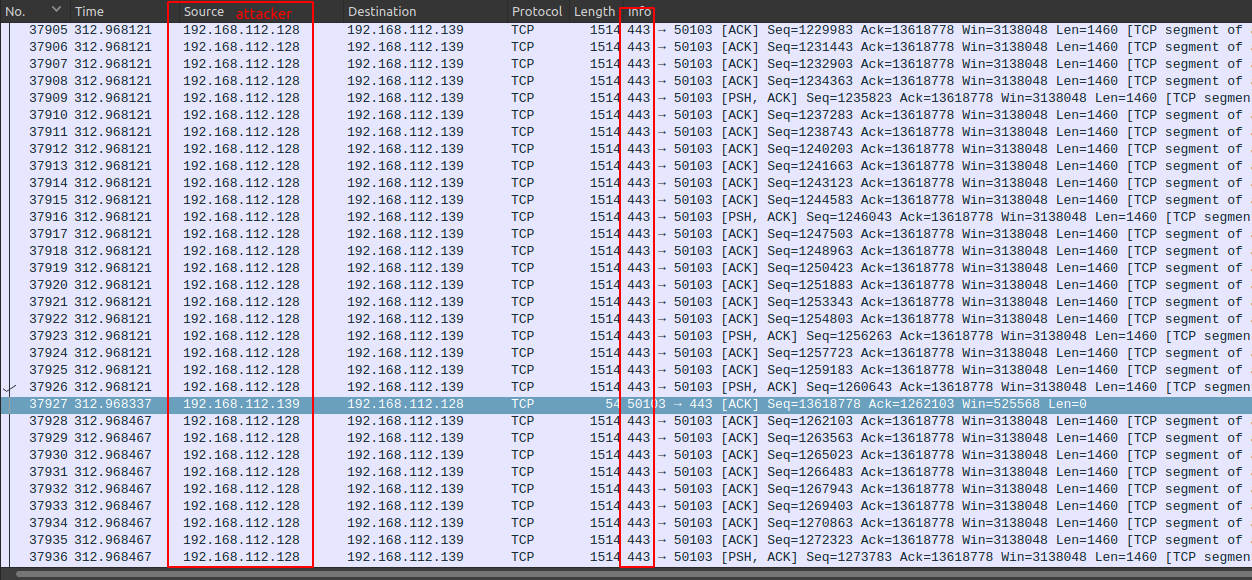 No. Time Source attacker Destination Protocol Length Info
37905 312.968121 192.168.112.128 192.168.112.139 TCP 1514 443 → 50103 [ACK] Seq=1229983 Ack=13618778 Win=3138048 Len=1460 [TCP segment of
37906 312.968121 192.168.112.128 192.168.112.139 TCP 1514 443 → 50103 [ACK] Seq=1231443 Ack=13618778 Win=3138048 Len=1460 [TCP segment of
37907 312.968121 192.168.112.128 192.168.112.139 TCP 1514 443 → 50103 [ACK] Seq=1232903 Ack=13618778 Win=3138048 Len=1460 [TCP segment of
37908 312.968121 192.168.112.128 192.168.112.139 TCP 1514 443 → 50103 [ACK] Seq=1234363 Ack=13618778 Win=3138048 Len=1460 [TCP segment of
37909 312.968121 192.168.112.128 192.168.112.139 TCP 1514 443 → 50103 [PSH, ACK] Seq=1235823 Ack=13618778 Win=3138048 Len=1460 [TCP segmen
37910 312.968121 192.168.112.128 192.168.112.139 TCP 1514 443 → 50103 [ACK] Seq=1237283 Ack=13618778 Win=3138048 Len=1460 [TCP segment of
37911 312.968121 192.168.112.128 192.168.112.139 TCP 1514 443 → 50103 [ACK] Seq=1238743 Ack=13618778 Win=3138048 Len=1460 [TCP segment of
37912 312.968121 192.168.112.128 192.168.112.139 TCP 1514 443 → 50103 [ACK] Seq=1240203 Ack=13618778 Win=3138048 Len=1460 [TCP segment of
37913 312.968121 192.168.112.128 192.168.112.139 TCP 1514 443 → 50103 [ACK] Seq=1241663 Ack=13618778 Win=3138048 Len=1460 [TCP segment of
37914 312.968121 192.168.112.128 192.168.112.139 TCP 1514 443 → 50103 [ACK] Seq=1243123 Ack=13618778 Win=3138048 Len=1460 [TCP segment of
37915 312.968121 192.168.112.128 192.168.112.139 TCP 1514 443 → 50103 [ACK] Seq=1244583 Ack=13618778 Win=3138048 Len=1460 [TCP segment of
37916 312.968121 192.168.112.128 192.168.112.139 TCP 1514 443 → 50103 [PSH, ACK] Seq=1246043 Ack=13618778 Win=3138048 Len=1460 [TCP segmen
37917 312.968121 192.168.112.128 192.168.112.139 TCP 1514 443 → 50103 [ACK] Seq=1247503 Ack=13618778 Win=3138048 Len=1460 [TCP segment of
37918 312.968121 192.168.112.128 192.168.112.139 TCP 1514 443 → 50103 [ACK] Seq=1248963 Ack=13618778 Win=3138048 Len=1460 [TCP segment of
37919 312.968121 192.168.112.128 192.168.112.139 TCP 1514 443 → 50103 [ACK] Seq=1250423 Ack=13618778 Win=3138048 Len=1460 [TCP segment of
37920 312.968121 192.168.112.128 192.168.112.139 TCP 1514 443 → 50103 [ACK] Seq=1251883 Ack=13618778 Win=3138048 Len=1460 [TCP segment of
37921 312.968121 192.168.112.128 192.168.112.139 TCP 1514 443 → 50103 [ACK] Seq=1253343 Ack=13618778 Win=3138048 Len=1460 [TCP segment of
37922 312.968121 192.168.112.128 192.168.112.139 TCP 1514 443 → 50103 [ACK] Seq=1254803 Ack=13618778 Win=3138048 Len=1460 [TCP segment of
37923 312.968121 192.168.112.128 192.168.112.139 TCP 1514 443 → 50103 [PSH, ACK] Seq=1256263 Ack=13618778 Win=3138048 Len=1460 [TCP segmen
37924 312.968121 192.168.112.128 192.168.112.139 TCP 1514 443 → 50103 [ACK] Seq=1257723 Ack=13618778 Win=3138048 Len=1460 [TCP segment of
37925 312.968121 192.168.112.128 192.168.112.139 TCP 1514 443 → 50103 [ACK] Seq=1259183 Ack=13618778 Win=3138048 Len=1460 [TCP segment of
37926 312.968121 192.168.112.128 192.168.112.139 TCP 1514 443 → 50103 [PSH, ACK] Seq=1260643 Ack=13618778 Win=3138048 Len=1460 [TCP segmen
37927 312.968337 192.168.112.139 192.168.112.128 TCP 54 50103 → 443 [ACK] Seq=13618778 Ack=1262103 Win=525568 Len=0
37928 312.968467 192.168.112.128 192.168.112.139 TCP 1514 443 → 50103 [ACK] Seq=1262103 Ack=13618778 Win=3138048 Len=1460 [TCP segment of
37929 312.968467 192.168.112.128 192.168.112.139 TCP 1514 443 → 50103 [ACK] Seq=1263563 Ack=13618778 Win=3138048 Len=1460 [TCP segment of
37930 312.968467 192.168.112.128 192.168.112.139 TCP 1514 443 → 50103 [ACK] Seq=1265023 Ack=13618778 Win=3138048 Len=1460 [TCP segment of
37931 312.968467 192.168.112.128 192.168.112.139 TCP 1514 443 → 50103 [ACK] Seq=1266483 Ack=13618778 Win=3138048 Len=1460 [TCP segment of
37932 312.968467 192.168.112.128 192.168.112.139 TCP 1514 443 → 50103 [ACK] Seq=1267943 Ack=13618778 Win=3138048 Len=1460 [TCP segment of
37933 312.968467 192.168.112.128 192.168.112.139 TCP 1514 443 → 50103 [ACK] Seq=1269403 Ack=13618778 Win=3138048 Len=1460 [TCP segment of
37934 312.968467 192.168.112.128 192.168.112.139 TCP 1514 443 → 50103 [ACK] Seq=1270863 Ack=13618778 Win=3138048 Len=1460 [TCP segment of
37935 312.968467 192.168.112.128 192.168.112.139 TCP 1514 443 → 50103 [ACK] Seq=1272323 Ack=13618778 Win=3138048 Len=1460 [TCP segment of
37936 312.968467 192.168.112.128 192.168.112.139 TCP 1514 443 → 50103 [PSH, ACK] Seq=1273783 Ack=13618778 Win=3138048 Len=1460 [TCP segmen